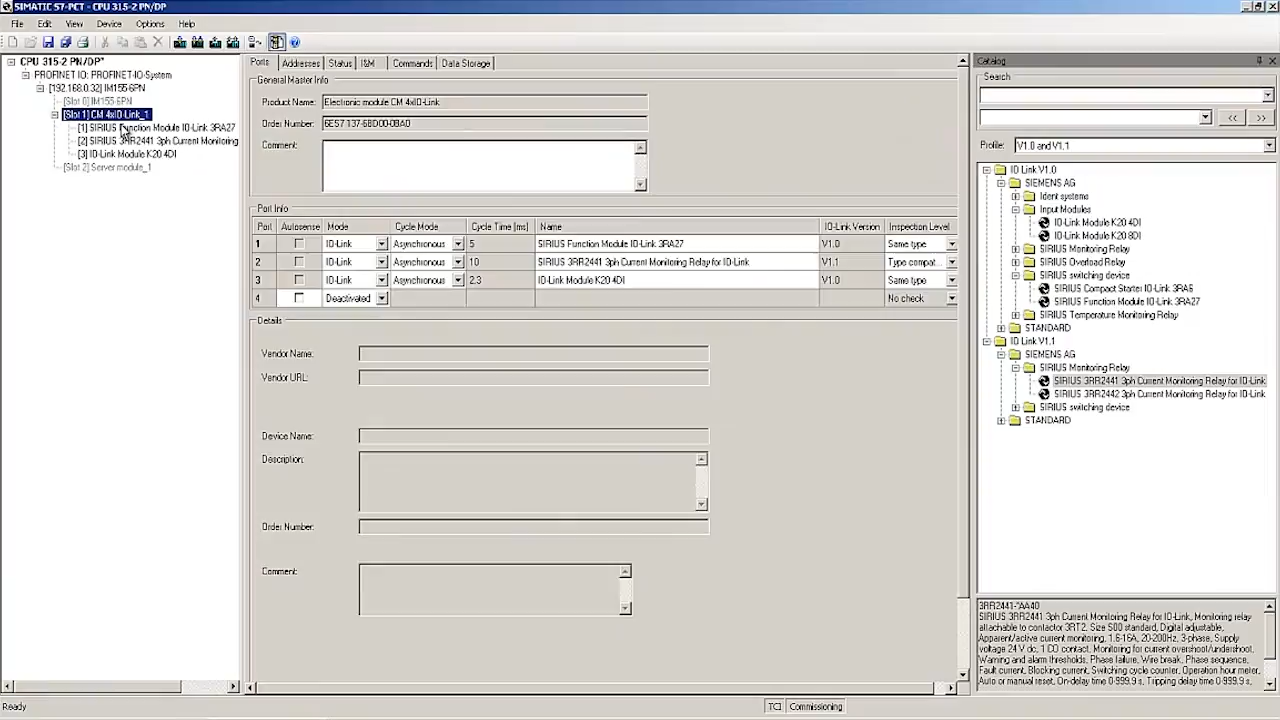 SIMATIC S7-PCT - CPU 315-2 PN/DP
File Edit View Device Options Help
CPU 315-2 PN/DP*
PROFINET IO: PROFINET-IO-System
[192.168.0.32] IM155-6PN
[Slot 0] IM155-6PN
[Slot 1] CM 4xIO-Link_1
[1] SIRIUS Function Module IO-Link 3RA27
[2] SIRIUS 3RR2441 3ph Current Monitoring
[3] IO-Link Module K20 4DI
[Slot 2] Server module_1
Ports Addresses Status I&M Commands Data Storage
General Master Info
Product Name: Electronic module CM 4xIO-Link
Order Number: 6ES7 137-6BD00-0BA0
Comment:
Port Info
Port Autosense Mode Cycle Mode Cycle Time [ms] Name IO-Link Version Inspection Level
1 IO-Link Asynchronous 5 SIRIUS Function Module IO-Link 3RA27 V1.0 Same type
2 IO-Link Asynchronous 10 SIRIUS 3RR2441 3ph Current Monitoring Relay for IO-Link V1.1 Type compat...
3 IO-Link Asynchronous 2.3 IO-Link Module K20 4DI V1.0 Same type
4 Deactivated No check
Details
Vendor Name:
Vendor URL:
Device Name:
Description:
Order Number:
Comment:
Catalog
Search
<< >>
Profile: V1.0 and V1.1
IO Link V1.0
SIEMENS AG
Ident systems
Input Modules
IO-Link Module K20 4DI
IO-Link Module K20 8DI
SIRIUS Monitoring Relay
SIRIUS Overload Relay
SIRIUS switching device
SIRIUS Compact Starter IO-Link 3RA6
SIRIUS Function Module IO-Link 3RA27
SIRIUS Temperature Monitoring Relay
STANDARD
IO Link V1.1
SIEMENS AG
SIRIUS Monitoring Relay
SIRIUS 3RR2441 3ph Current Monitoring Relay for IO-Link
SIRIUS 3RR2442 3ph Current Monitoring Relay for IO-Link
SIRIUS switching device
STANDARD
3RR2441-*AA40
SIRIUS 3RR2441 3ph Current Monitoring Relay for IO-Link, Monitoring relay
attachable to contactor 3RT2, Size S00 standard, Digital adjustable,
Apparent/active current monitoring, 1.6-16A, 20-200Hz, 3-phase, Supply
voltage 24 V dc, 1 CO contact, Monitoring for current overshoot/undershoot,
Warning and alarm thresholds, Phase failure, Wire break, Phase sequence,
Fault current, Blocking current, Switching cycle counter, Operation hour meter,
Auto or manual reset, On-delay time 0-999.9 s, Tripping delay time 0-999.9 s,
Ready
TCI Commissioning